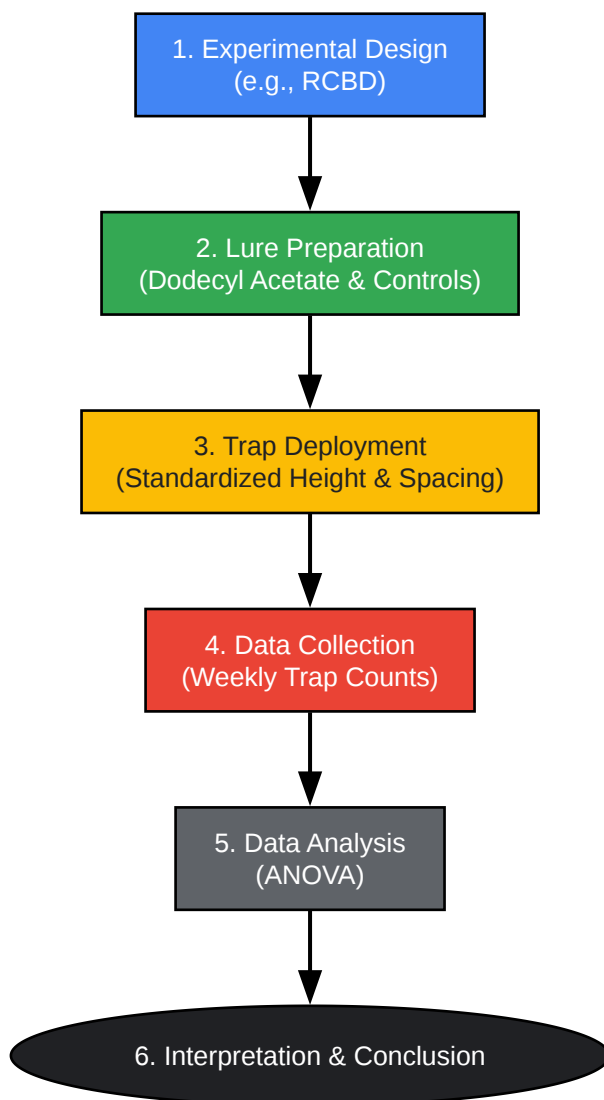 1. Experimental Design
(e.g., RCBD)
2. Lure Preparation
(Dodecyl Acetate & Controls)
3. Trap Deployment
(Standardized Height & Spacing)
4. Data Collection
(Weekly Trap Counts)
5. Data Analysis
(ANOVA)
6. Interpretation & Conclusion